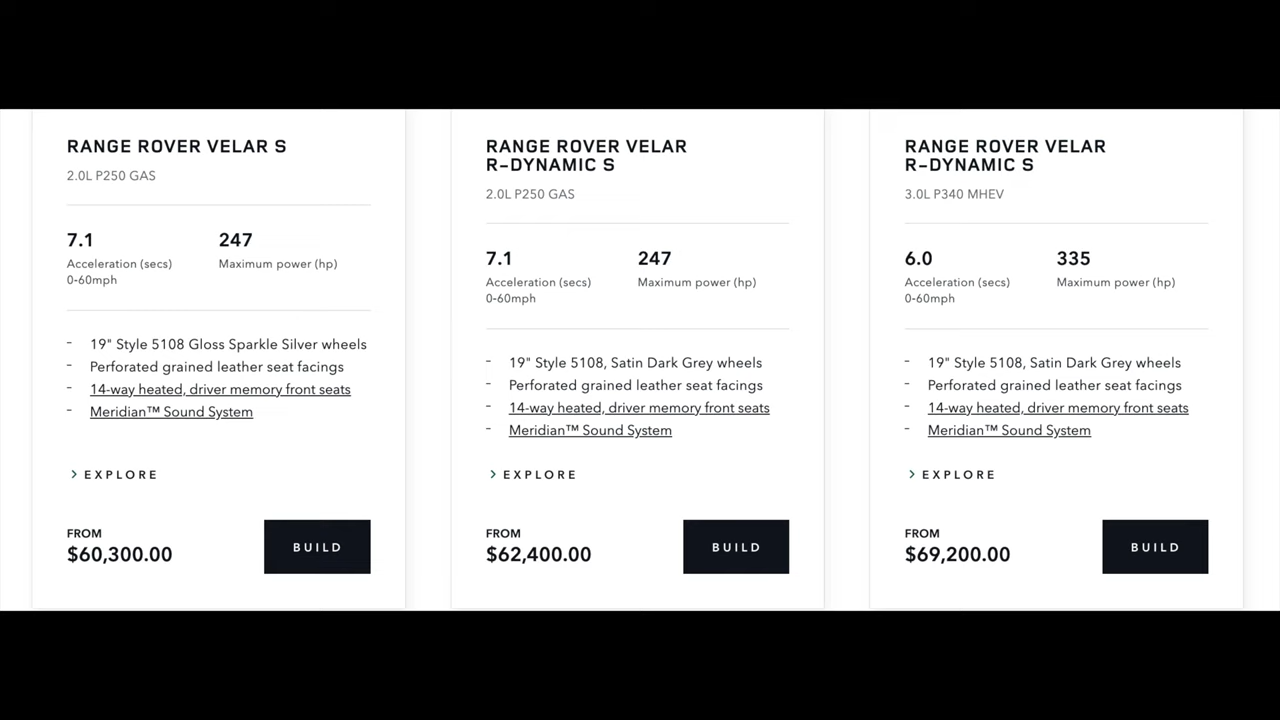 RANGE ROVER VELAR S
2.0L P250 GAS
7.1
Acceleration (secs)
0-60mph
247
Maximum power (hp)
- 19" Style 5108 Gloss Sparkle Silver wheels
- Perforated grained leather seat facings
- 14-way heated, driver memory front seats
- Meridian™ Sound System
> EXPLORE
FROM
$60,300.00
BUILD
RANGE ROVER VELAR
R-DYNAMIC S
2.0L P250 GAS
7.1
Acceleration (secs)
0-60mph
247
Maximum power (hp)
- 19" Style 5108, Satin Dark Grey wheels
- Perforated grained leather seat facings
- 14-way heated, driver memory front seats
- Meridian™ Sound System
> EXPLORE
FROM
$62,400.00
BUILD
RANGE ROVER VELAR
R-DYNAMIC S
3.0L P340 MHEV
6.0
Acceleration (secs)
0-60mph
335
Maximum power (hp)
- 19" Style 5108, Satin Dark Grey wheels
- Perforated grained leather seat facings
- 14-way heated, driver memory front seats
- Meridian™ Sound System
> EXPLORE
FROM
$69,200.00
BUILD